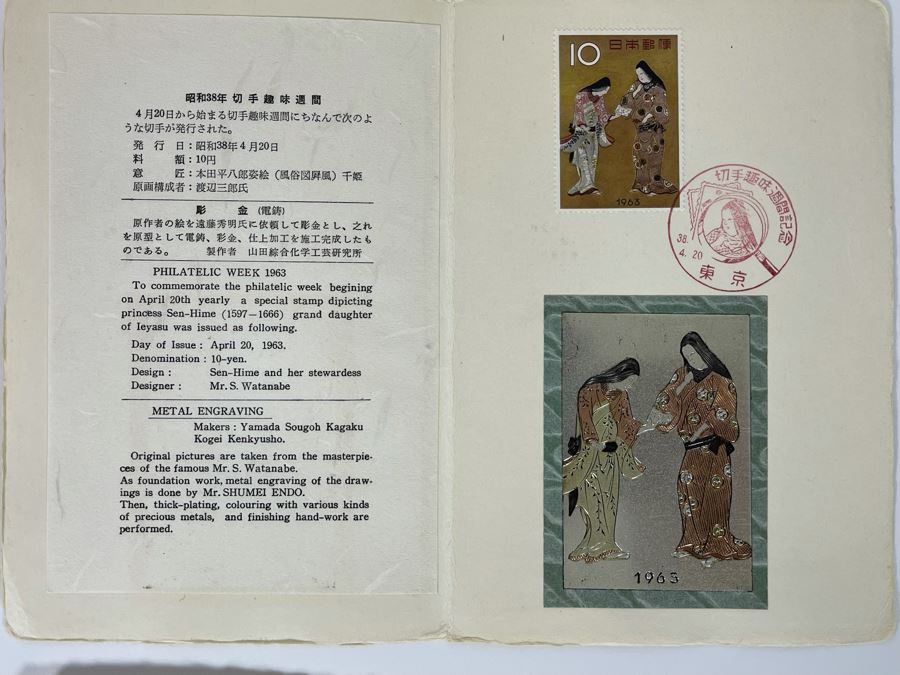 昭和38年 切手趣味週間
4月20日から始まる切手趣味週間にちなんで次のよ
うな切手が発行された。
発 行 日：昭和38年4月20日
料 額：10円
意 匠：本田平八郎姿絵（風俗図屏風）千姫
原画構成者：渡辺三郎氏
彫 金（電鋳）
原作者の絵を遠藤秀明氏に依頼して彫金とし、之れ
を原型として電鋳、彩金、仕上加工を施工完成したも
のである。 製作者 山田綜合化学工芸研究所
PHILATELIC WEEK 1963
To commemorate the philatelic week begining
on April 20th yearly a special stamp dipicting
princess Sen-Hime (1597−1666) grand daughter
of Ieyasu was issued as following.
Day of Issue : April 20, 1963.
Denomination : 10-yen.
Design : Sen-Hime and her stewardess
Designer : Mr. S. Watanabe
METAL ENGRAVING
Makers : Yamada Sougoh Kagaku
Kogei Kenkyusho.
Original pictures are taken from the masterpie-
ces of the famous Mr. S. Watanabe.
As foundation work, metal engraving of the draw-
ings is done by Mr. SHUMEI ENDO.
Then, thick-plating, colouring with various kinds
of precious metals, and finishing hand-work are
performed.
10 日本郵便
1963
切手趣味週間記念
38.
4. 20
東京
1963